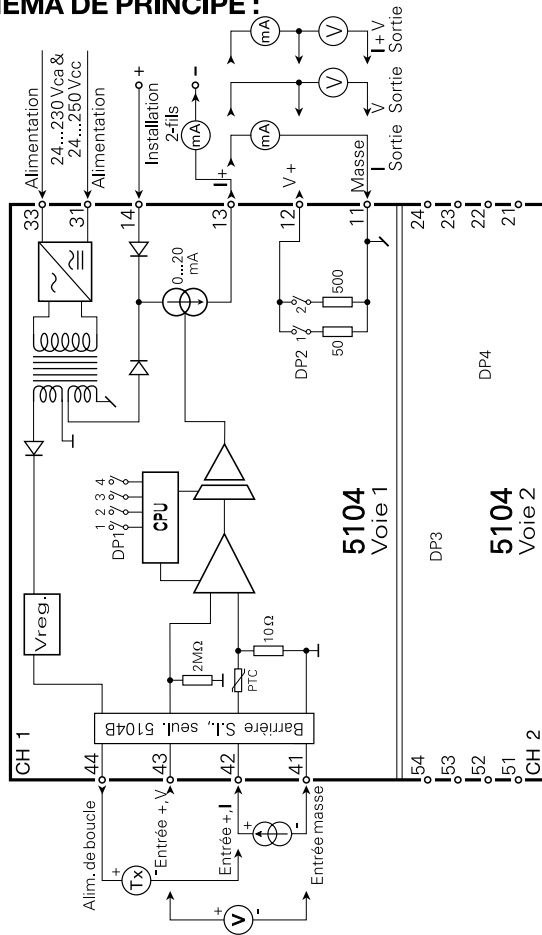 HÉMA DE PRINCIPE :
Alimentation
24...230 Vca &
24...250 Vcc
Alimentation
+
Installation
2-fils
-
mA
I+
mA
V+
Masse
I
Sortie
V
V
Sortie
mA
V
I + V
Sortie
33
31
14
13
12
11
24
23
22
21
0...20
mA
DP2
1
2
50
500
DP1
1 2 3 4
CPU
Vreg.
2MΩ
PTC
10Ω
Barrière S.I., seul. 5104B
CH 1
44
43
42
41
54
53
52
51
CH 2
Alim. de boucle
+
Tx
-
Entrée +, V
Entrée +, I
+
-
Entrée masse
+
V
-
5104
Voie 1
DP3
DP4
5104
Voie 2